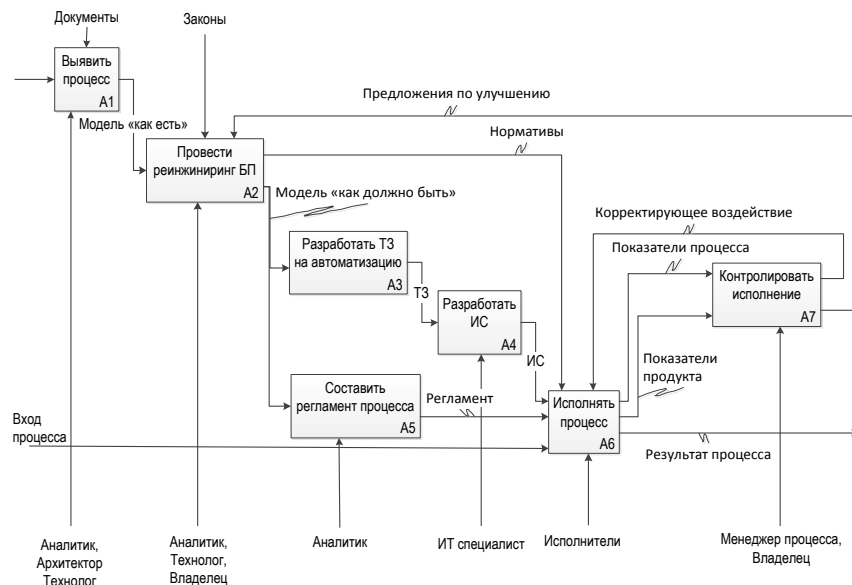 Документы
Законы
Выявить
процесс
A1
Предложения по улучшению
Модель «как есть»
Нормативы
Провести
реинжиниринг БП
A2
Модель «как должно быть»
Корректирующее воздействие
Показатели процесса
Разработать ТЗ
на автоматизацию
A3
Контролировать
исполнение
A7
ТЗ
Разработать
ИС
A4
ИС
Показатели
продукта
Составить
регламент процесса
A5
Регламент
Исполнять
процесс
A6
Вход
процесса
Результат процесса
Аналитик,
Архитектор
Технолог
Аналитик,
Технолог,
Владелец
Аналитик
ИТ специалист
Исполнители
Менеджер процесса,
Владелец